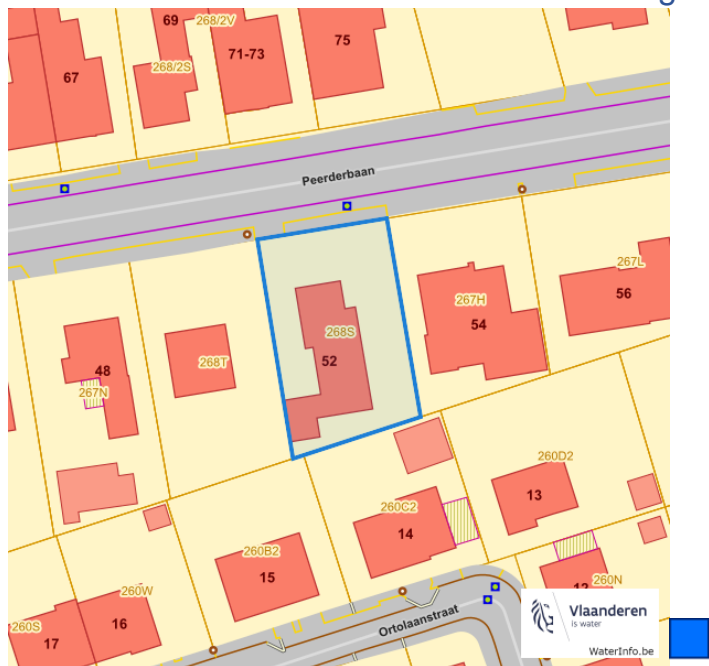 69
268/2V
75
71-73
67
268/2S
Peerderbaan
267L
56
267H
54
268S
52
268T
48
267N
260D2
13
260C2
14
260B2
15
260W
16
260S
17
12
260N
Ortolaanstraat
Vlaanderen
is water
WaterInfo.be